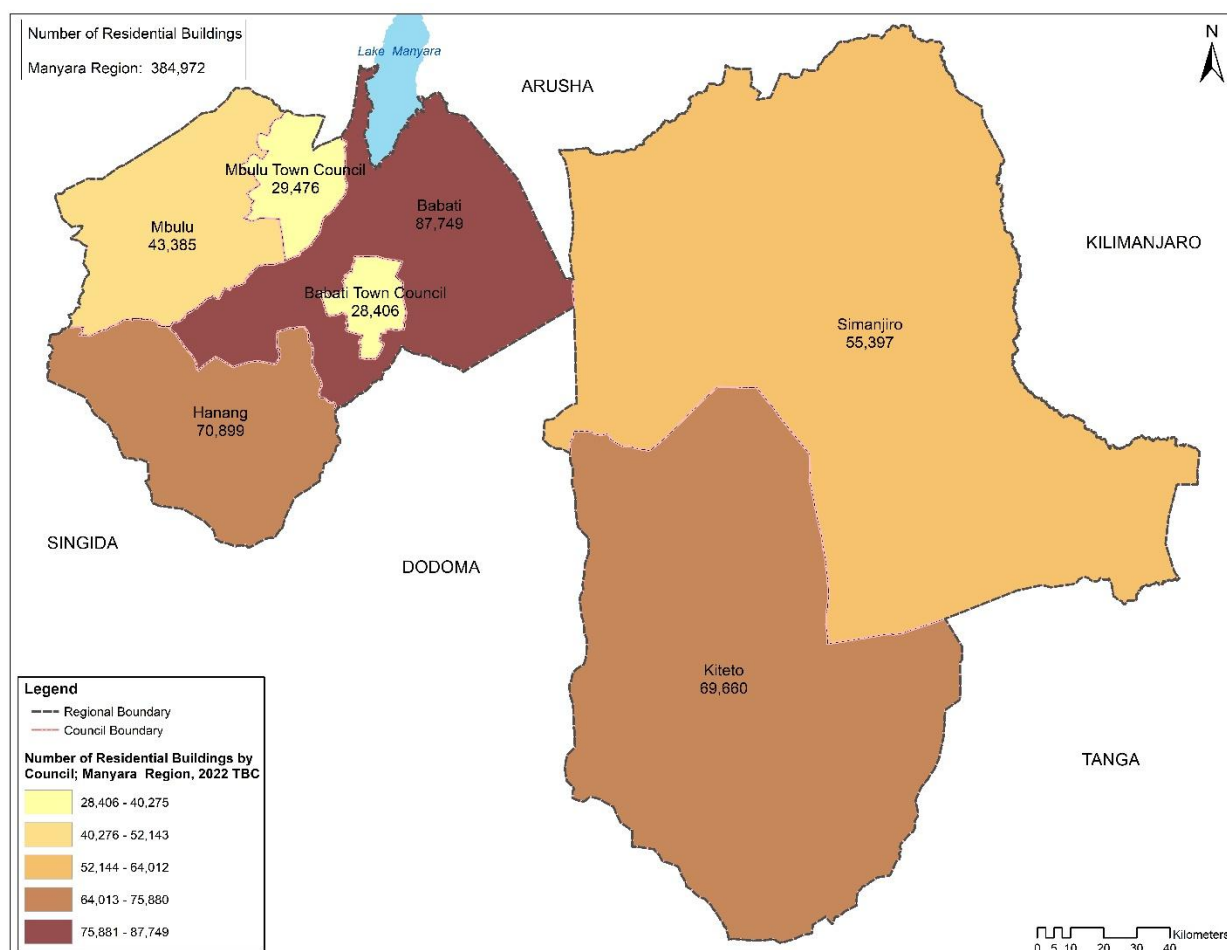 Number of Residential Buildings
Manyara Region: 384,972
Lake Manyara
N
ARUSHA
Mbulu Town Council
29,476
Babati
87,749
Mbulu
43,385
KILIMANJARO
Babati Town Council
28,406
Simanjiro
55,397
Hanang
70,899
SINGIDA
DODOMA
Kiteto
69,660
TANGA
Legend
Regional Boundary
Council Boundary
Number of Residential Buildings by
Council; Manyara Region, 2022 TBC
28,406 - 40,275
40,276 - 52,143
52,144 - 64,012
64,013 - 75,880
75,881 - 87,749
Kilometers
0 5 10 20 30 40